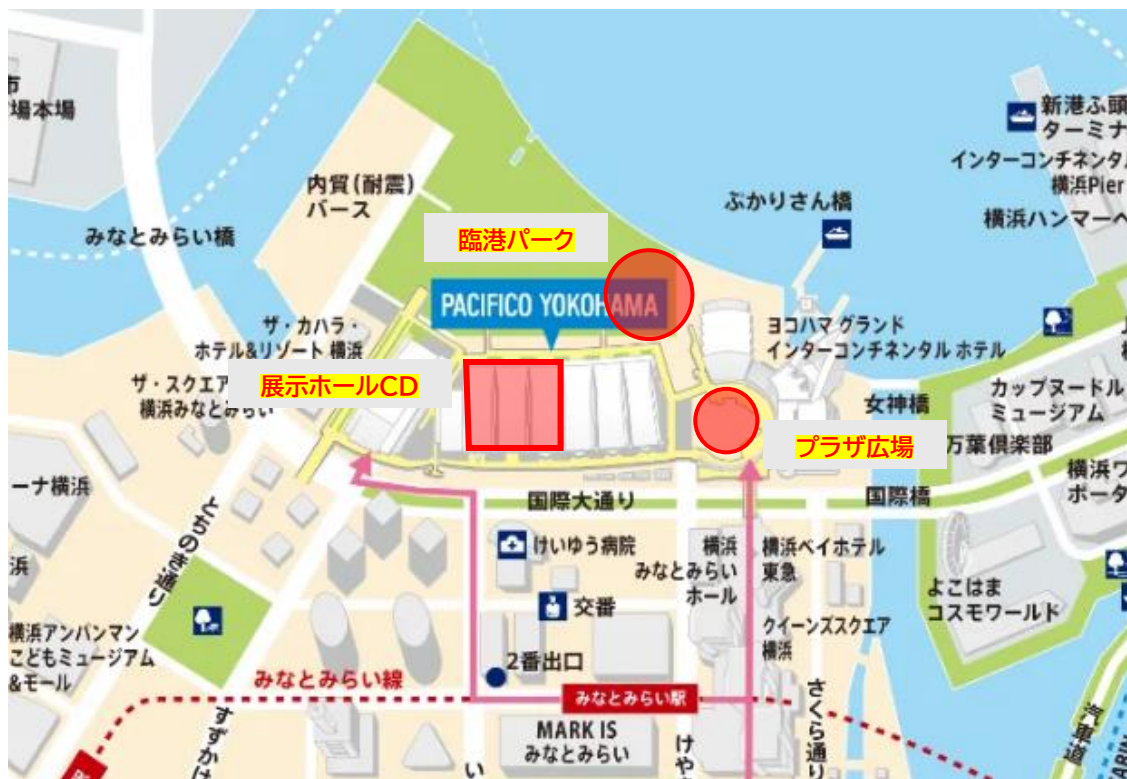 市
場本場
新港ふ頭
ターミナ
インターコンチネンタル
横浜Pier
横浜ハンマーヘ
内貿(耐震)
バース
ぷかりさん橋
みなとみらい橋
臨港パーク
PACIFICO YOKOHAMA
ザ・カハラ・
ホテル&リゾート 横浜
ヨコハマ グランド
インターコンチネンタル ホテル
ザ・スクエア
横浜みなとみらい
展示ホールCD
カップヌードル
ミュージアム
女神橋
プラザ広場
万葉倶楽部
横浜ワ
ポータ
ーナ横浜
国際大通り
国際橋
とちのき通り
浜
けいゆう病院
横浜
みなとみらい
ホール
横浜ベイホテル
東急
よこはま
コスモワールド
交番
クイーンズスクエア
横浜
横浜アンパンマン
こどもミュージアム
&モール
2番出口
みなとみらい線
みなとみらい駅
さくら通り
汽車道
すずかけ
MARK IS
みなとみらい
い
けや